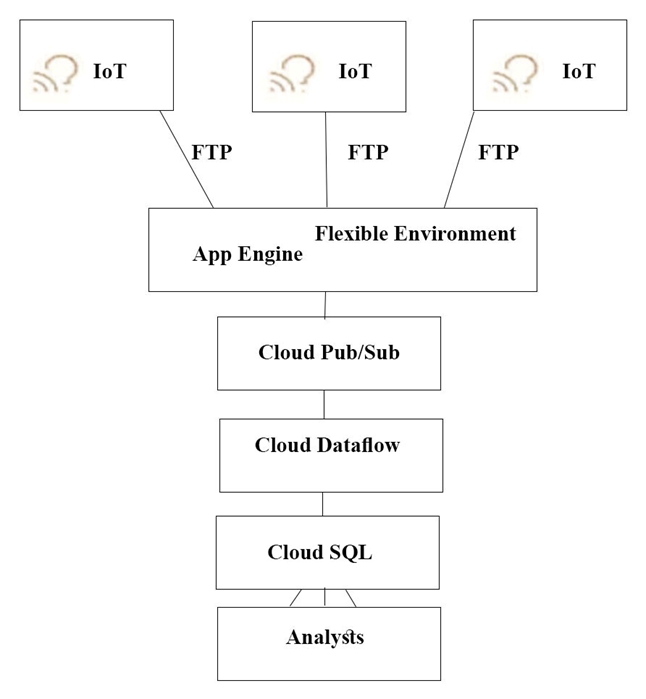 IoT
IoT
IoT
FTP
FTP
FTP
Flexible Environment
App Engine
Cloud Pub/Sub
Cloud Dataflow
Cloud SQL
Analysts